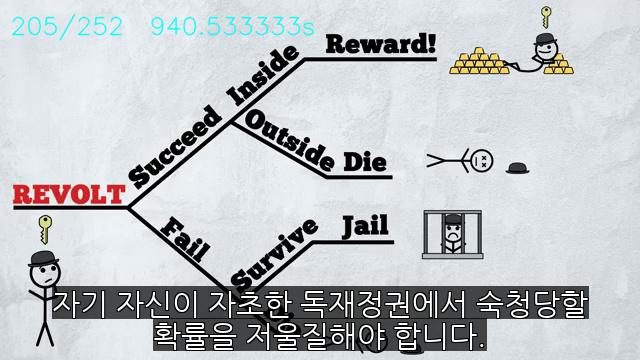 205/252 940.533333s
Reward!
Inside
Succeed
Outside
Die
REVOLT
Fail
Survive
Jail
자기 자신이 자초한 독재정권에서 숙청당할
확률을 저울질해야 합니다.